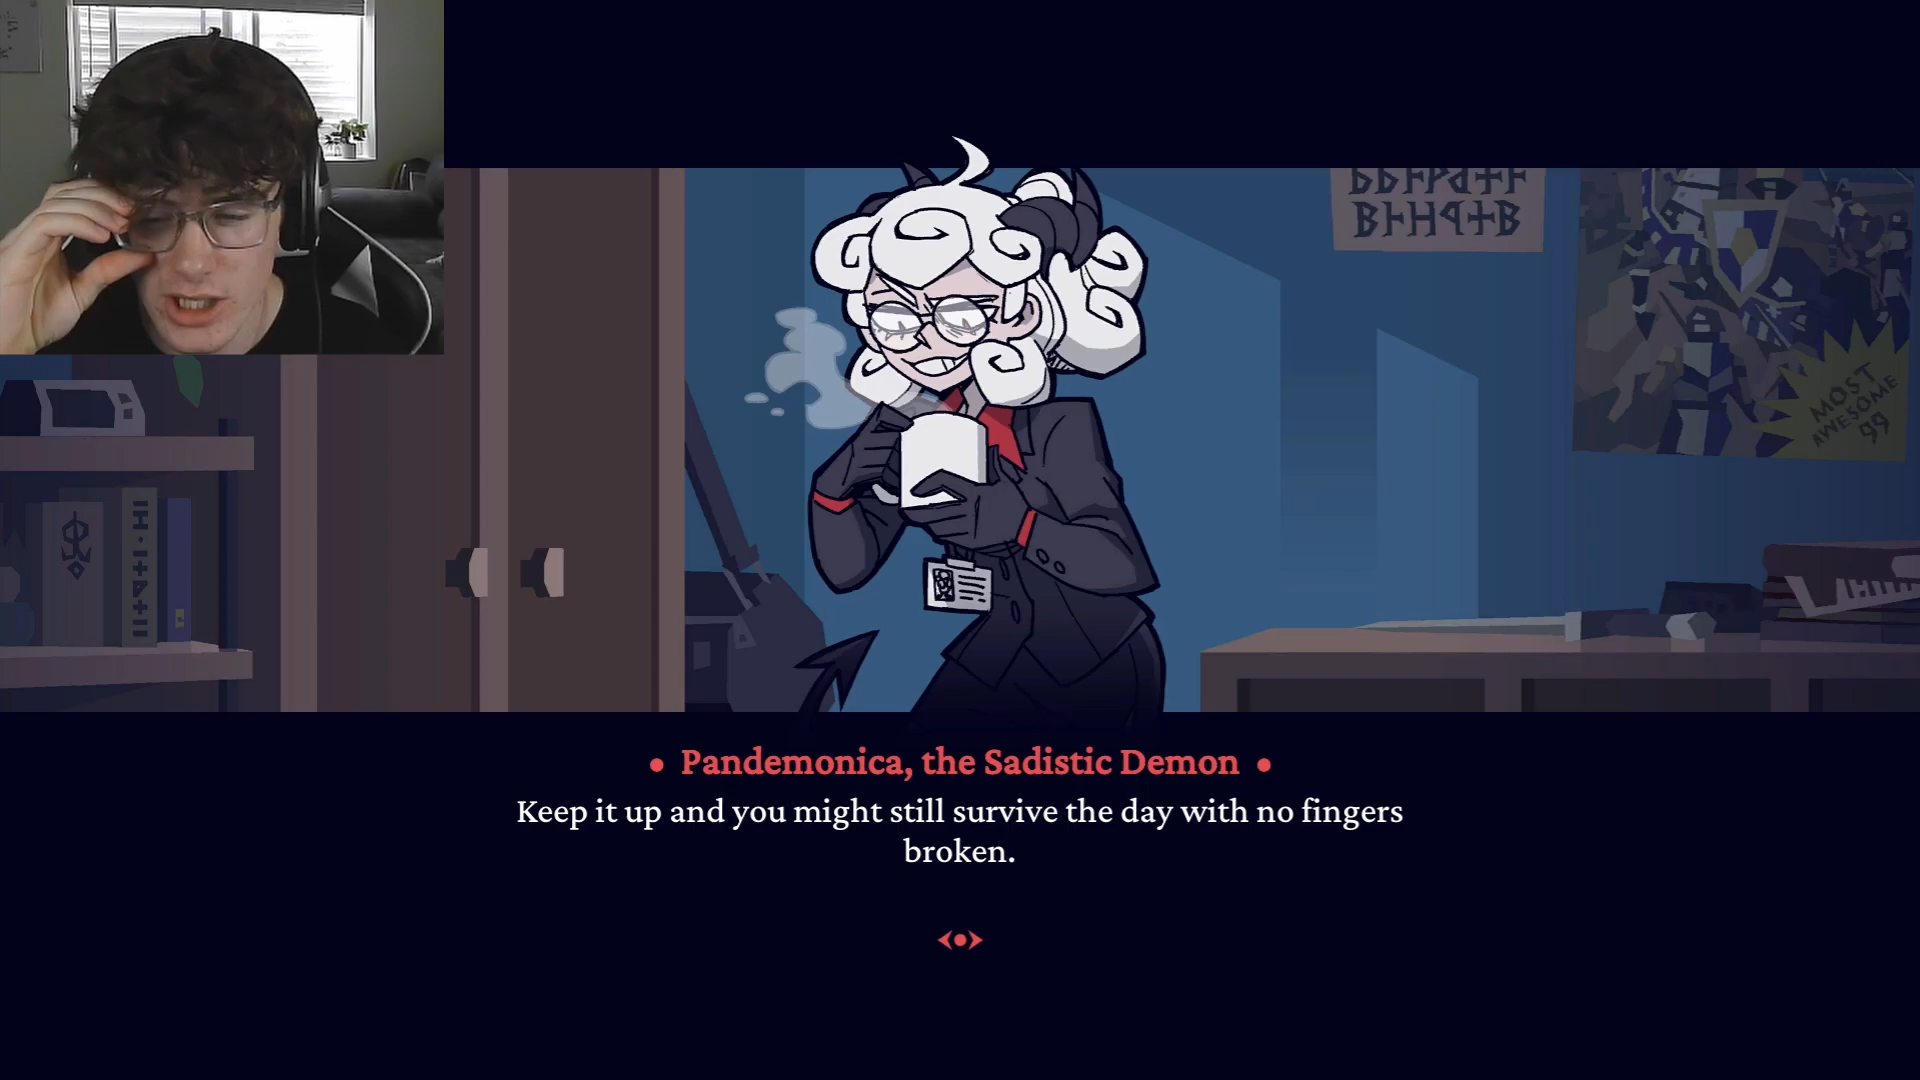 MOST
AWESOME
99
• Pandemonica, the Sadistic Demon •
Keep it up and you might still survive the day with no fingers
broken.